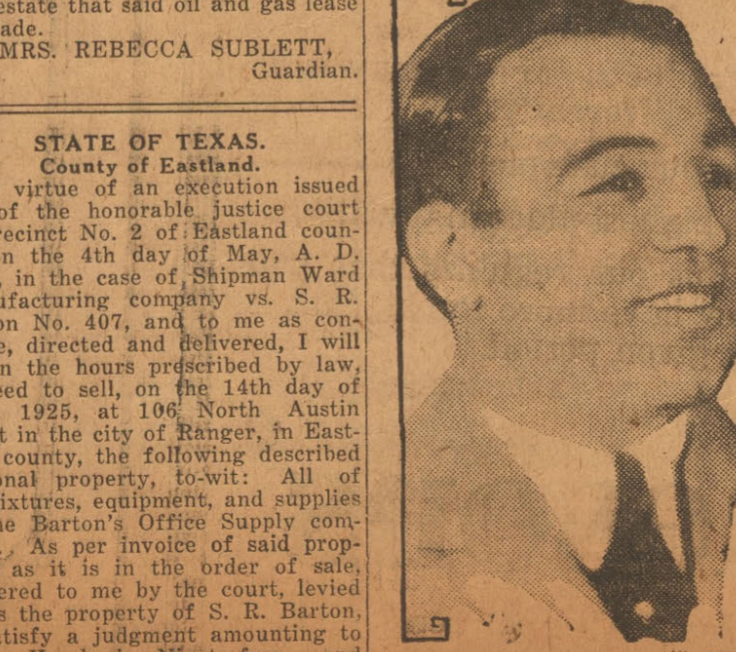 estate that said oil and gas lease
ade.
MRS. REBECCA SUBLETT,
Guardian.
STATE OF TEXAS.
County of Eastland.
virtue of an execution issued
of the honorable justice court
recinct No. 2 of Eastland coun-
n the 4th day of May, A. D.
, in the case of Shipman Ward
ufacturing company vs. S. R.
on No. 407, and to me as con-
e, directed and delivered, I will
n the hours prescribed by law,
eed to sell, on the 14th day of
1925, at 106 North Austin
t in the city of Ranger, in East-
county, the following described
onal property, to-wit: All of
ixtures, equipment, and supplies
he Barton's Office Supply com-
. As per invoice of said prop-
as it is in the order of sale,
ered to me by the court, levied
s the property of S. R. Barton,
atisfy a judgment amounting to